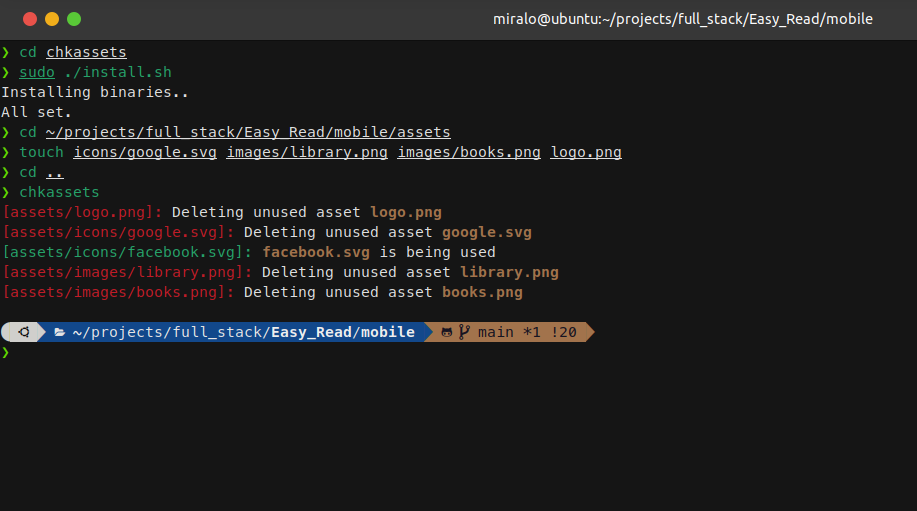 miralo@ubuntu:~/projects/full_stack/Easy_Read/mobile
❯ cd chkassets
❯ sudo ./install.sh
Installing binaries..
All set.
❯ cd ~/projects/full_stack/Easy_Read/mobile/assets
❯ touch icons/google.svg images/library.png images/books.png logo.png
❯ cd ..
❯ chkassets
[assets/logo.png]: Deleting unused asset logo.png
[assets/icons/google.svg]: Deleting unused asset google.svg
[assets/icons/facebook.svg]: facebook.svg is being used
[assets/images/library.png]: Deleting unused asset library.png
[assets/images/books.png]: Deleting unused asset books.png
~/projects/full_stack/Easy_Read/mobile main *1 !20
❯